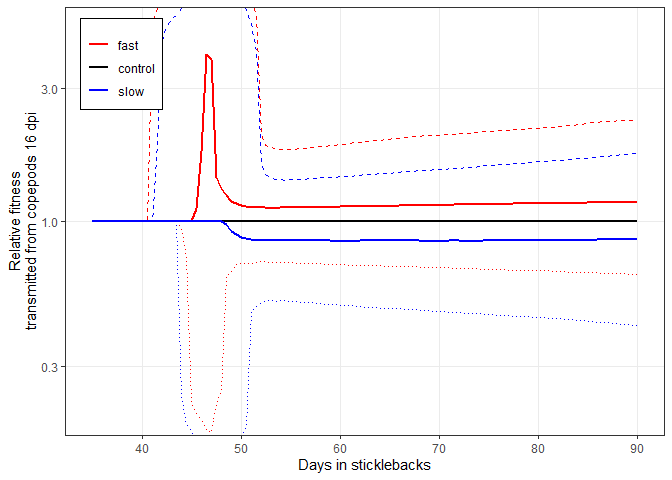 fast
control
slow
3.0
1.0
0.3
Relative fitness
transmitted from copepods 16 dpi
40
50
60
70
80
90
Days in sticklebacks